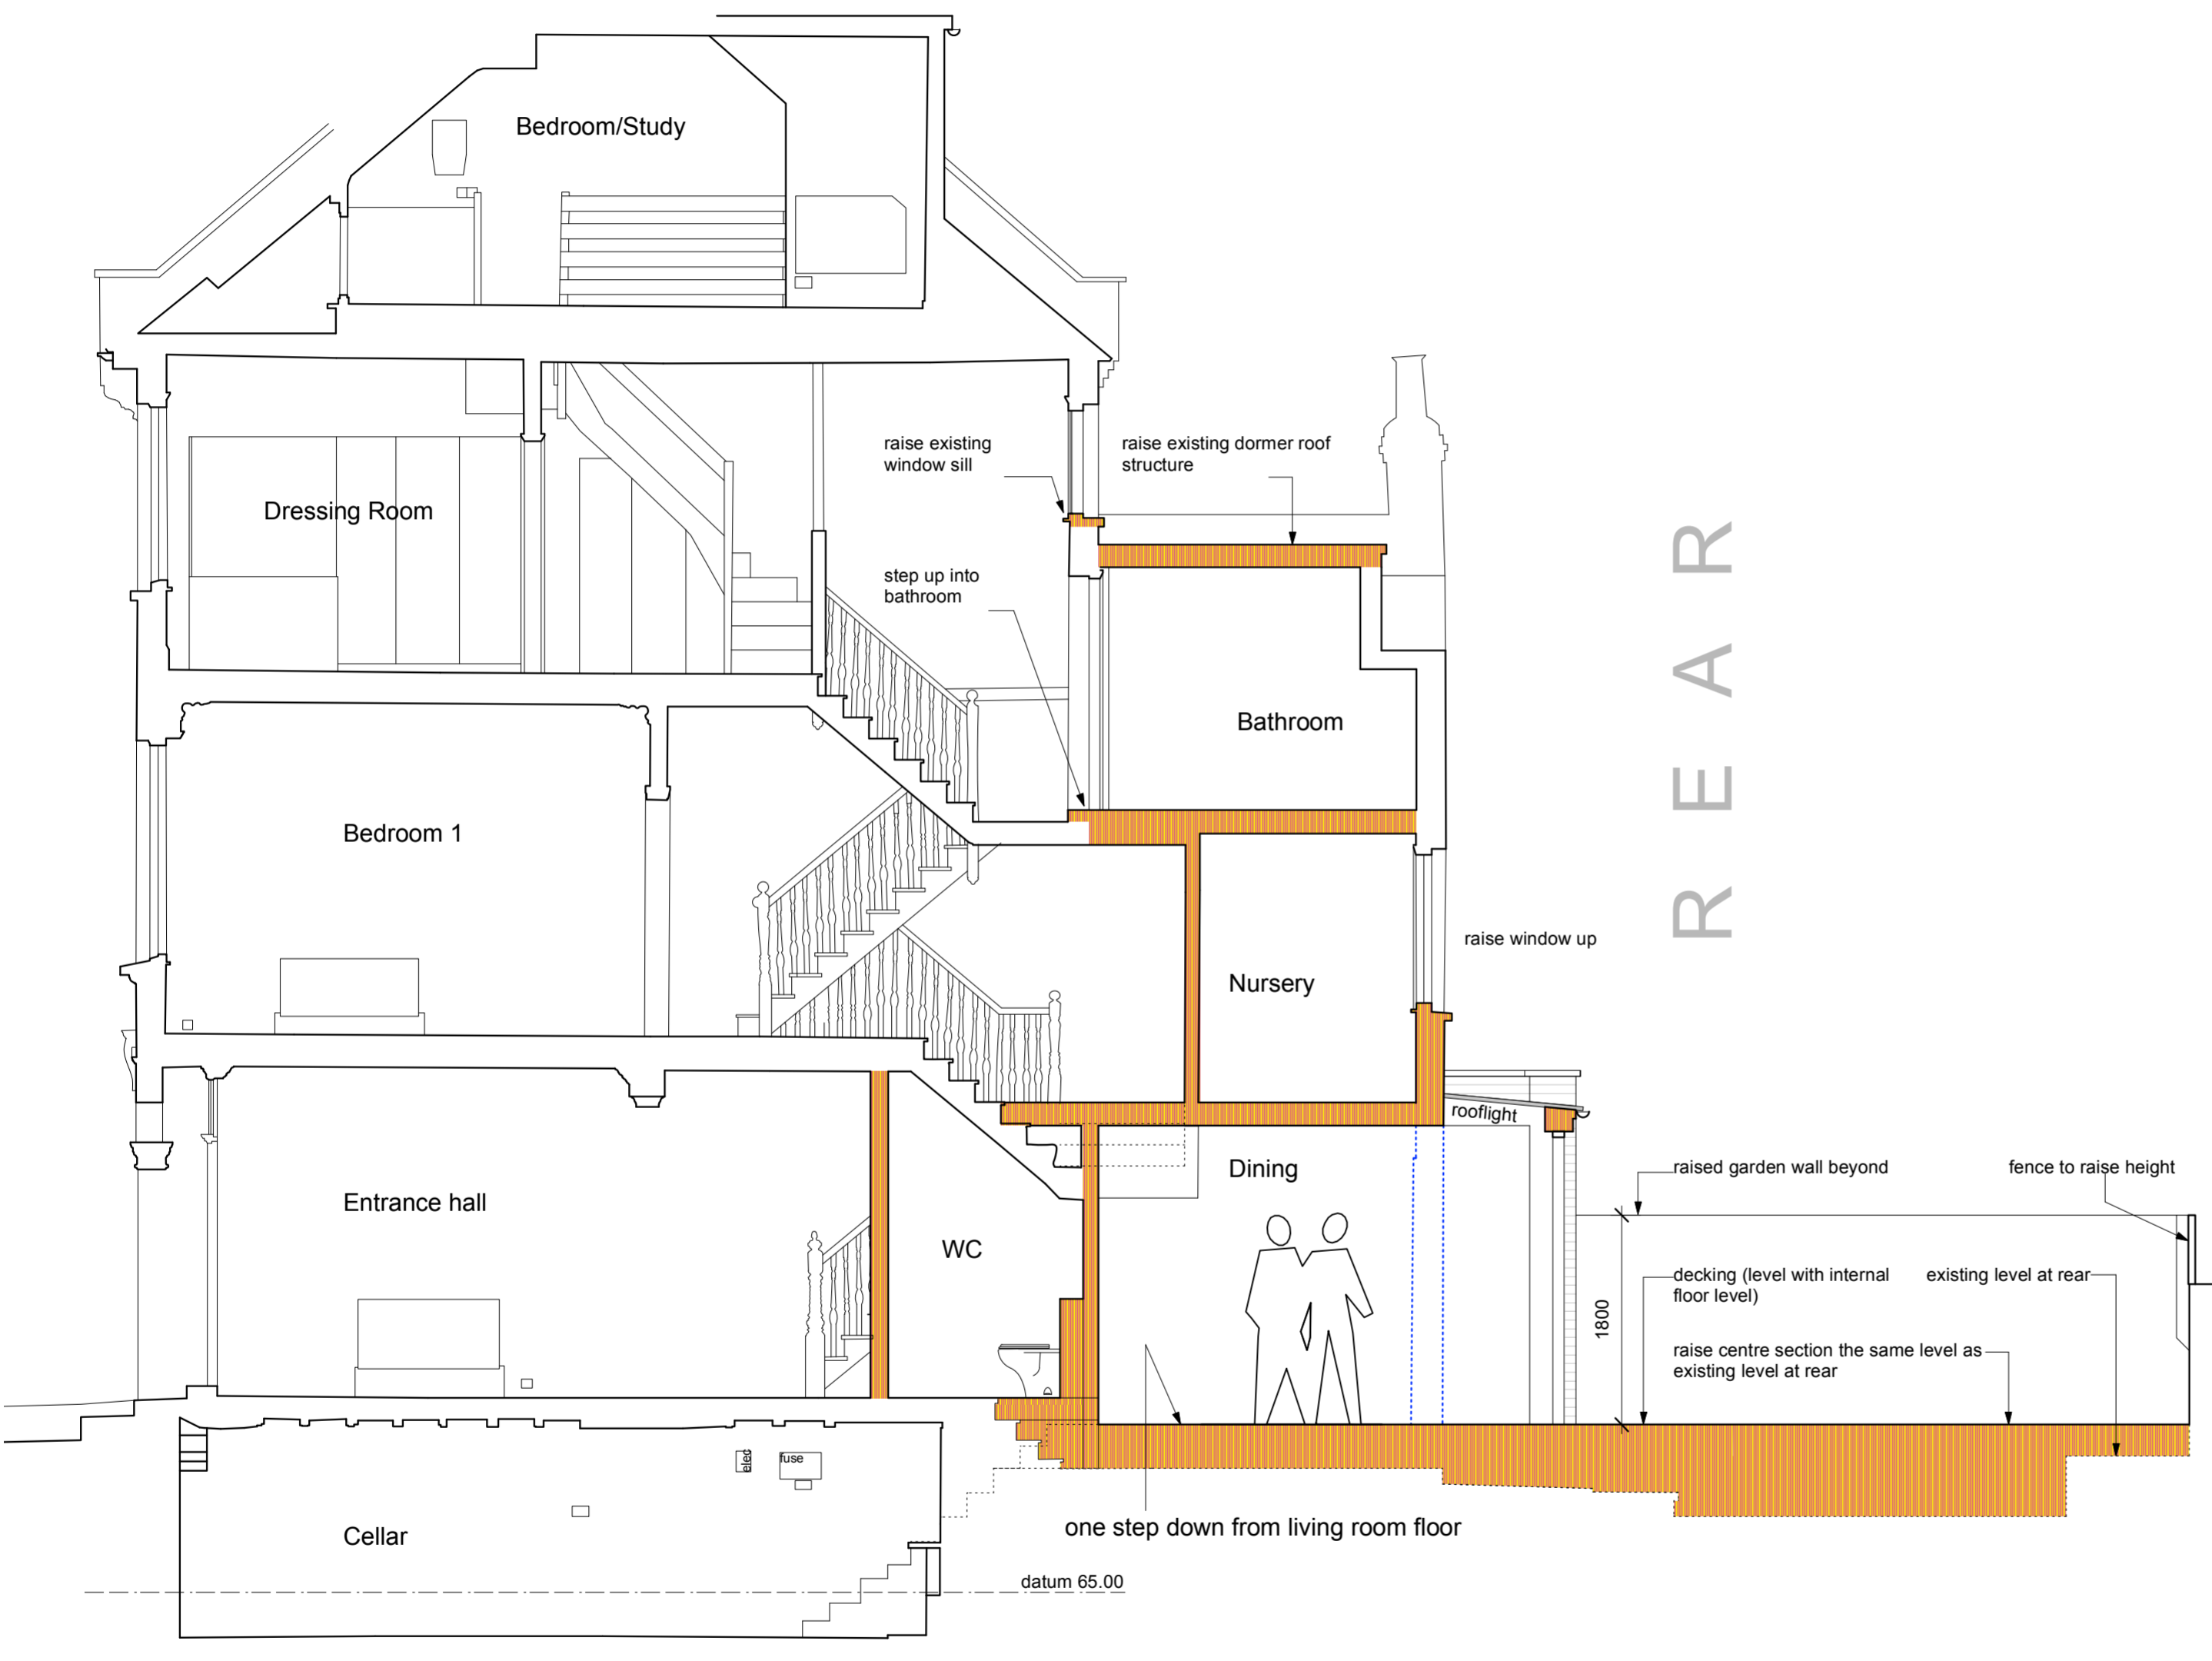 Bedroom/Study
raise existing
window sill
raise existing dormer roof
structure
Dressing Room
step up into
bathroom
REAR
Bathroom
Bedroom 1
raise window up
Nursery
rooflight
Dining
raised garden wall beyond
fence to raise height
Entrance hall
WC
decking (level with internal
floor level)
existing level at rear
1800
raise centre section the same level as
existing level at rear
elec
fuse
one step down from living room floor
Cellar
datum 65.00